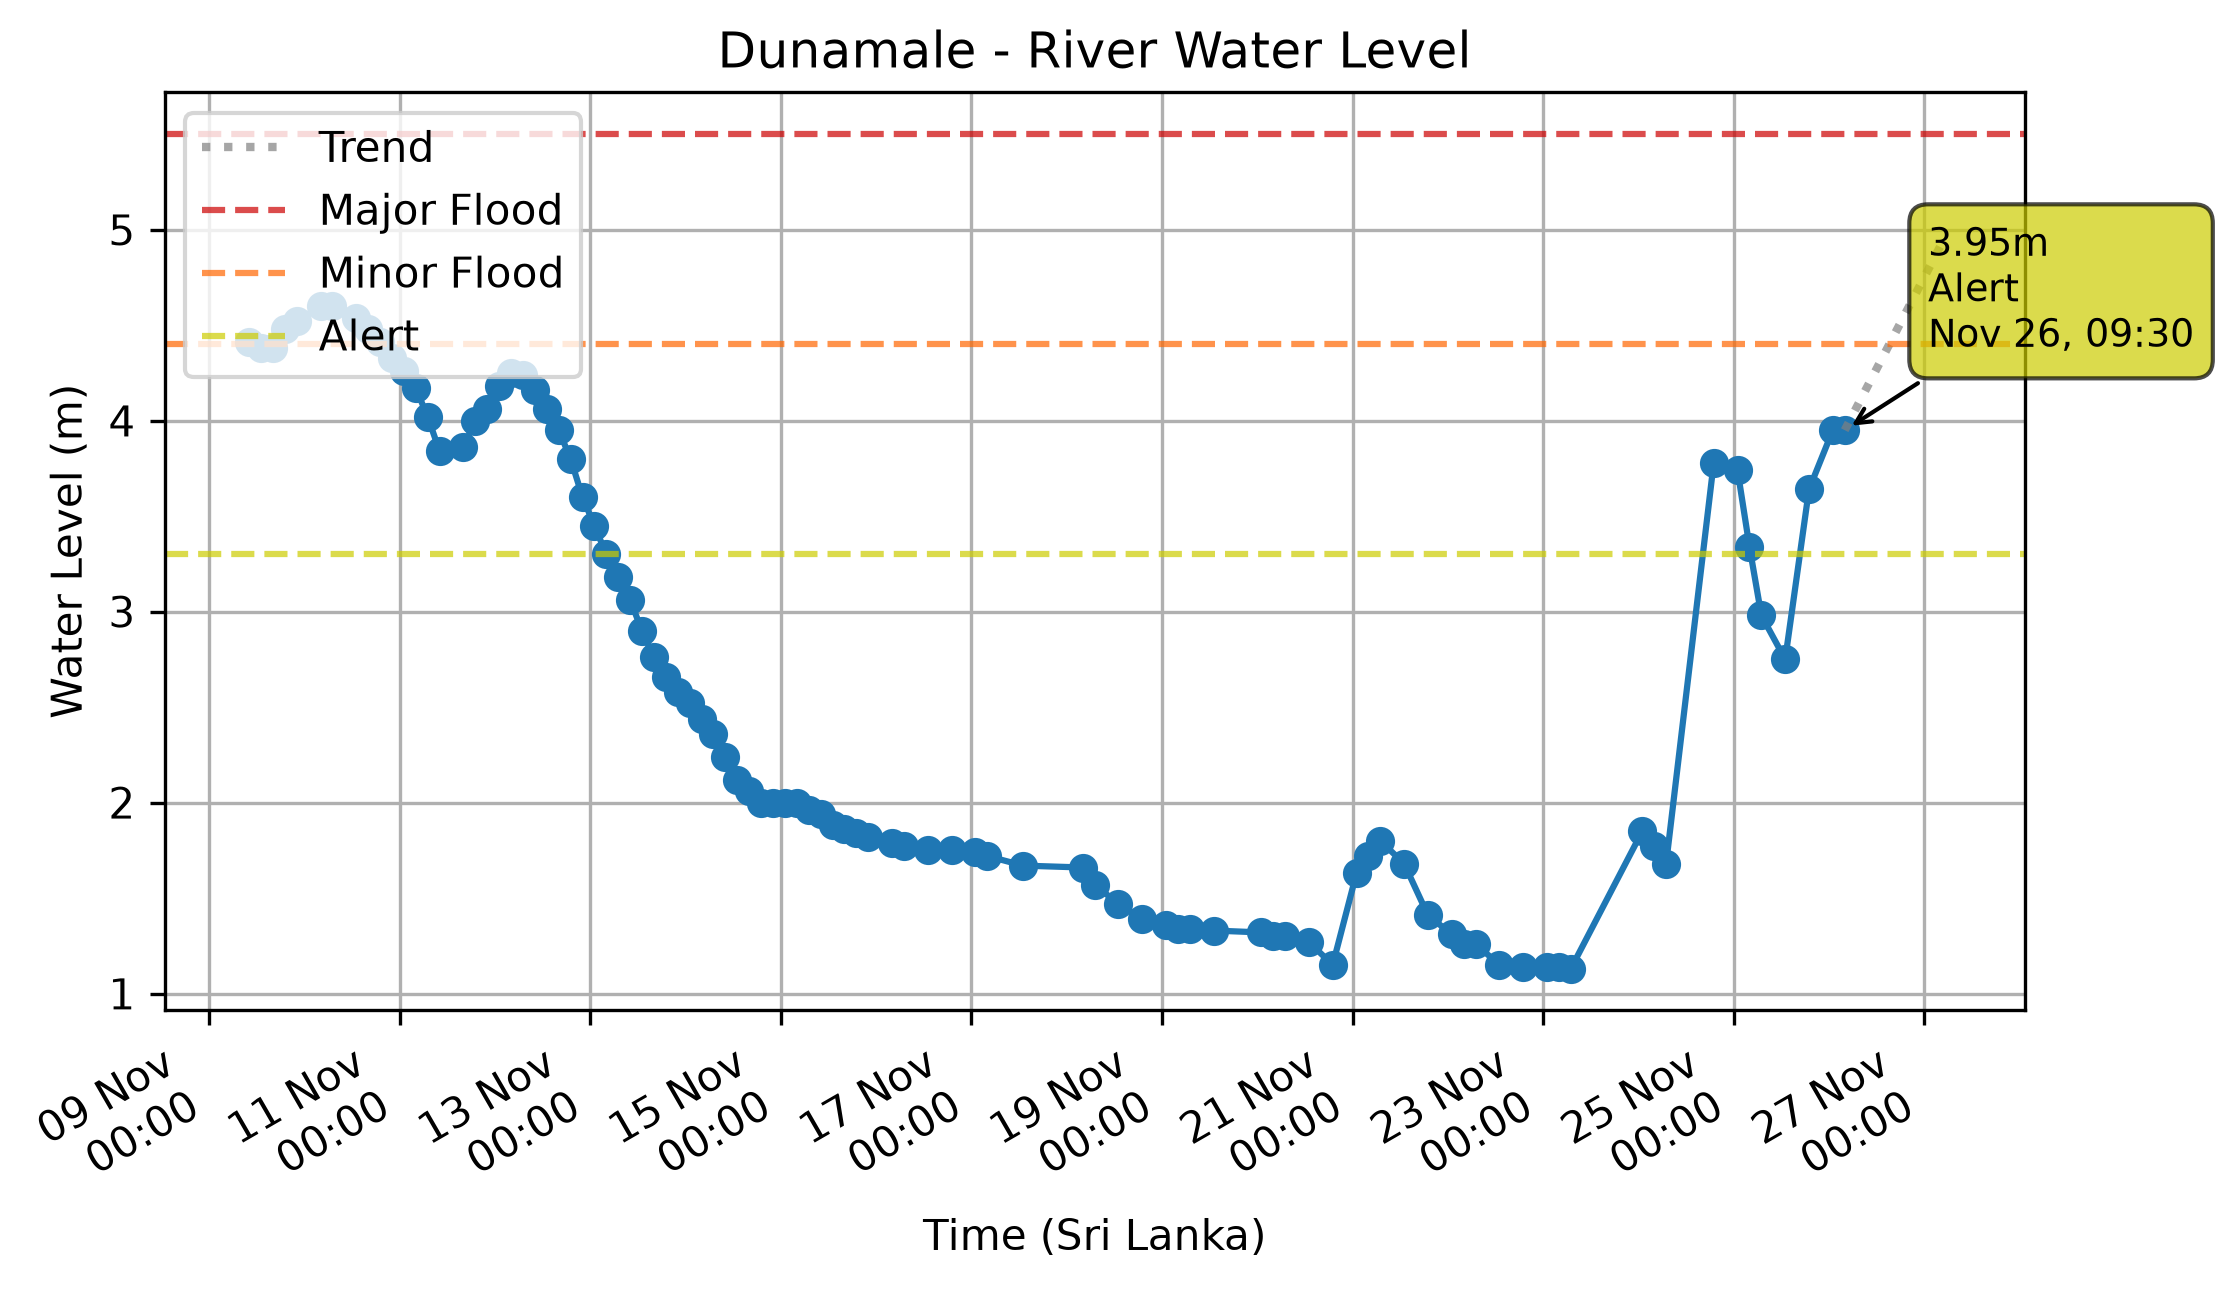 Dunamale - River Water Level
Trend
Major Flood
Minor Flood
Alert
3.95m
Alert
Nov 26, 09:30
Water Level (m)
5
4
3
2
1
09 Nov
00:00
11 Nov
00:00
13 Nov
00:00
15 Nov
00:00
17 Nov
00:00
19 Nov
00:00
21 Nov
00:00
23 Nov
00:00
25 Nov
00:00
27 Nov
00:00
Time (Sri Lanka)